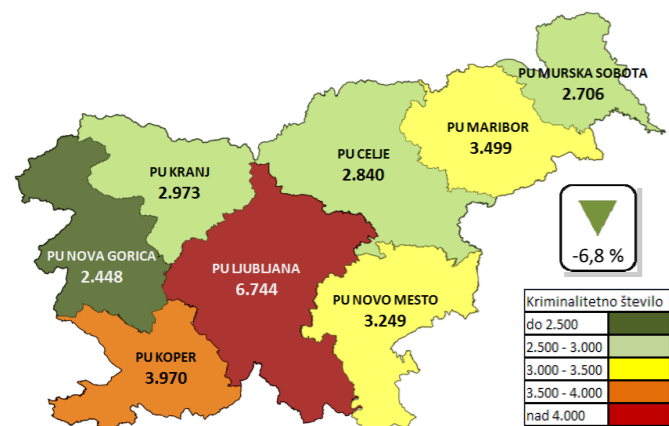 PU MURSKA SOBOTA
2.706
PU MARIBOR
3.499
PU CELJE
2.840
PU KRANJ
2.973
PU NOVA GORICA
2.448
PU LJUBLJANA
6.744
PU NOVO MESTO
3.249
PU KOPER
3.970
-6,8 %
Kriminalitetno število
do 2.500
2.500 - 3.000
3.000 - 3.500
3.500 - 4.000
nad 4.000